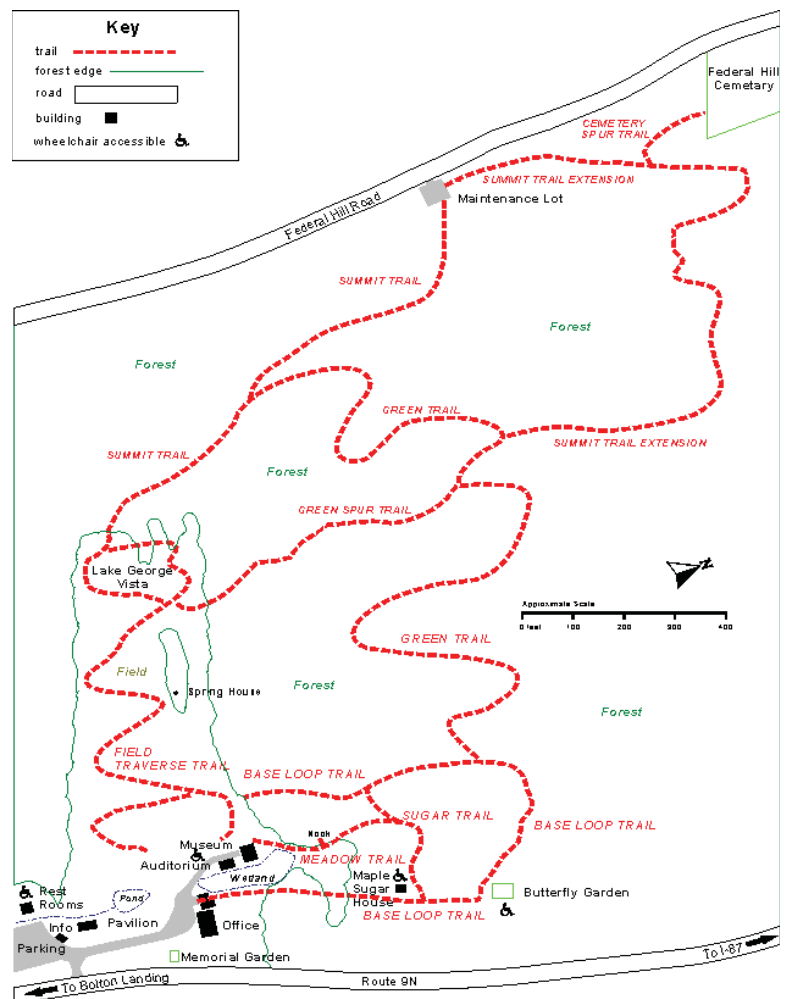 Key
trail
forest edge
road
building
wheelchair accessible
Federal Hill
Cemetery
CEMETERY
SPUR TRAIL
SUMMIT TRAIL EXTENSION
Maintenance Lot
Federal Hill Road
SUMMIT TRAIL
Forest
Forest
GREEN TRAIL
SUMMIT TRAIL EXTENSION
SUMMIT TRAIL
Forest
GREEN SPUR TRAIL
Lake George
Vista
N
Approximate Scale
0 feet 100 200 300 400
GREEN TRAIL
Field
Spring House
Forest
Forest
FIELD
TRAVERSE TRAIL
BASE LOOP TRAIL
SUGAR TRAIL
BASE LOOP TRAIL
Nook
Museum
MEADOW TRAIL
Auditorium
Wetland
Maple
Sugar
House
Butterfly Garden
Rest
Rooms
Pond
BASE LOOP TRAIL
Info
Pavilion
Office
Parking
Memorial Garden
To I-87
Route 9N
To Bolton Landing